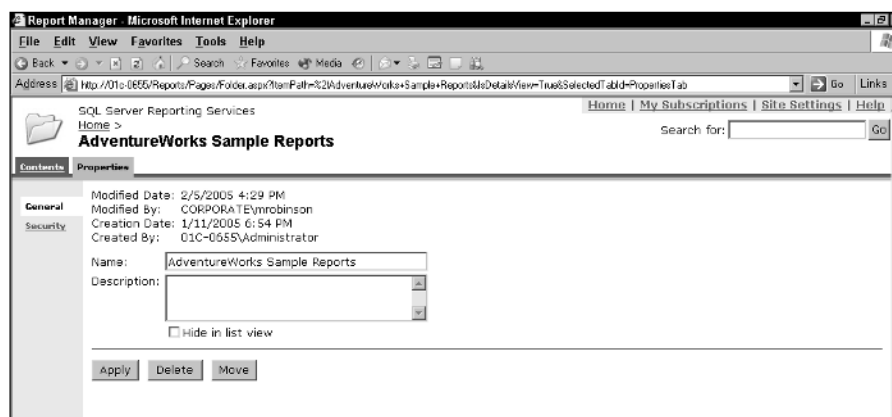 Report Manager - Microsoft Internet Explorer
File Edit View Favorites Tools Help
Back Search Favorites Media
Address http://01c-0655/Reports/Pages/Folder.aspx?ItemPath=%2fAdventureWorks+Sample+Reports&IsDetailsView=True&SelectedTabId=PropertiesTab Go Links
SQL Server Reporting Services
Home | My Subscriptions | Site Settings | Help
Home >
AdventureWorks Sample Reports
Search for: Go
Contents Properties
General
Security
Modified Date: 2/5/2005 4:29 PM
Modified By: CORPORATE\mrobinson
Creation Date: 1/11/2005 6:54 PM
Created By: 01C-0655\Administrator
Name: AdventureWorks Sample Reports
Description:
Hide in list view
Apply Delete Move